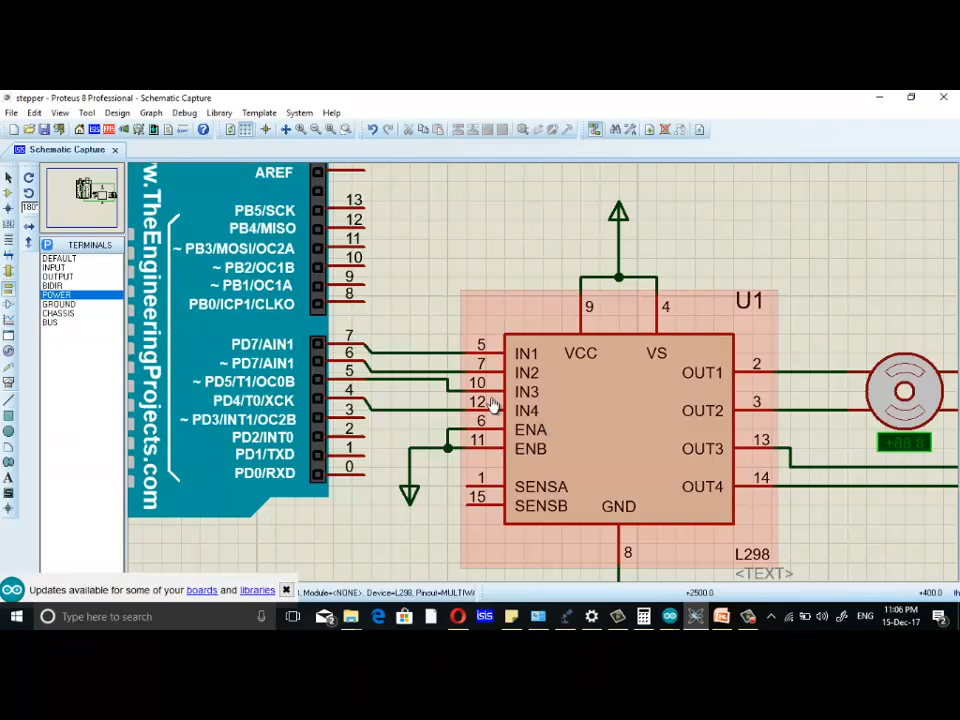 stepper - Proteus 8 Professional - Schematic Capture
File Edit View Tool Design Graph Debug Library Template System Help
Schematic Capture
180°
P TERMINALS
DEFAULT
INPUT
OUTPUT
BIDIR
POWER
GROUND
CHASSIS
BUS
w.TheEngineeringProjects.com
AREF
PB5/SCK 13
PB4/MISO 12
~ PB3/MOSI/OC2A 11
~ PB2/OC1B 10
~ PB1/OC1A 9
PB0/ICP1/CLKO 8
PD7/AIN1 7
~ PD7/AIN1 6
~ PD5/T1/OC0B 5
PD4/T0/XCK 4
~ PD3/INT1/OC2B 3
PD2/INT0 2
PD1/TXD 1
PD0/RXD 0
U1
9 4
5 IN1 VCC VS
7 IN2 OUT1 2
10 IN3
12 IN4 OUT2 3
6 ENA
11 ENB OUT3 13
1 SENSA OUT4 14
15 SENSB GND
8
L298
<TEXT>
+88.8
Updates available for some of your boards and libraries
, Module=<NONE>, Device=L298, Pinout=MULTIW
+2500.0 +400.0 th
Type here to search
ENG
11:06 PM
15-Dec-17
2